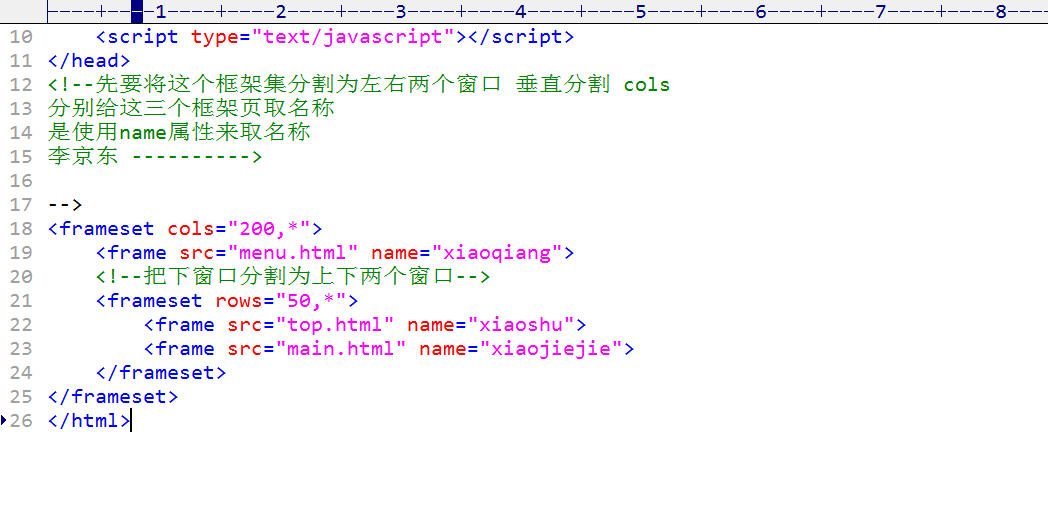 ----+----1----+----2----+----3----+----4----+----5----+----6----+----7----+----8----
10     <script type="text/javascript"></script>
11 </head>
12 <!--先要将这个框架集分割为左右两个窗口 垂直分割 cols
13 分别给这三个框架页取名称
14 是使用name属性来取名称
15 李京东 ---------->
16
17 -->
18 <frameset cols="200,*">
19     <frame src="menu.html" name="xiaoqiang">
20     <!--把下窗口分割为上下两个窗口-->
21     <frameset rows="50,*">
22         <frame src="top.html" name="xiaoshu">
23         <frame src="main.html" name="xiaojiejie">
24     </frameset>
25 </frameset>
26 </html>